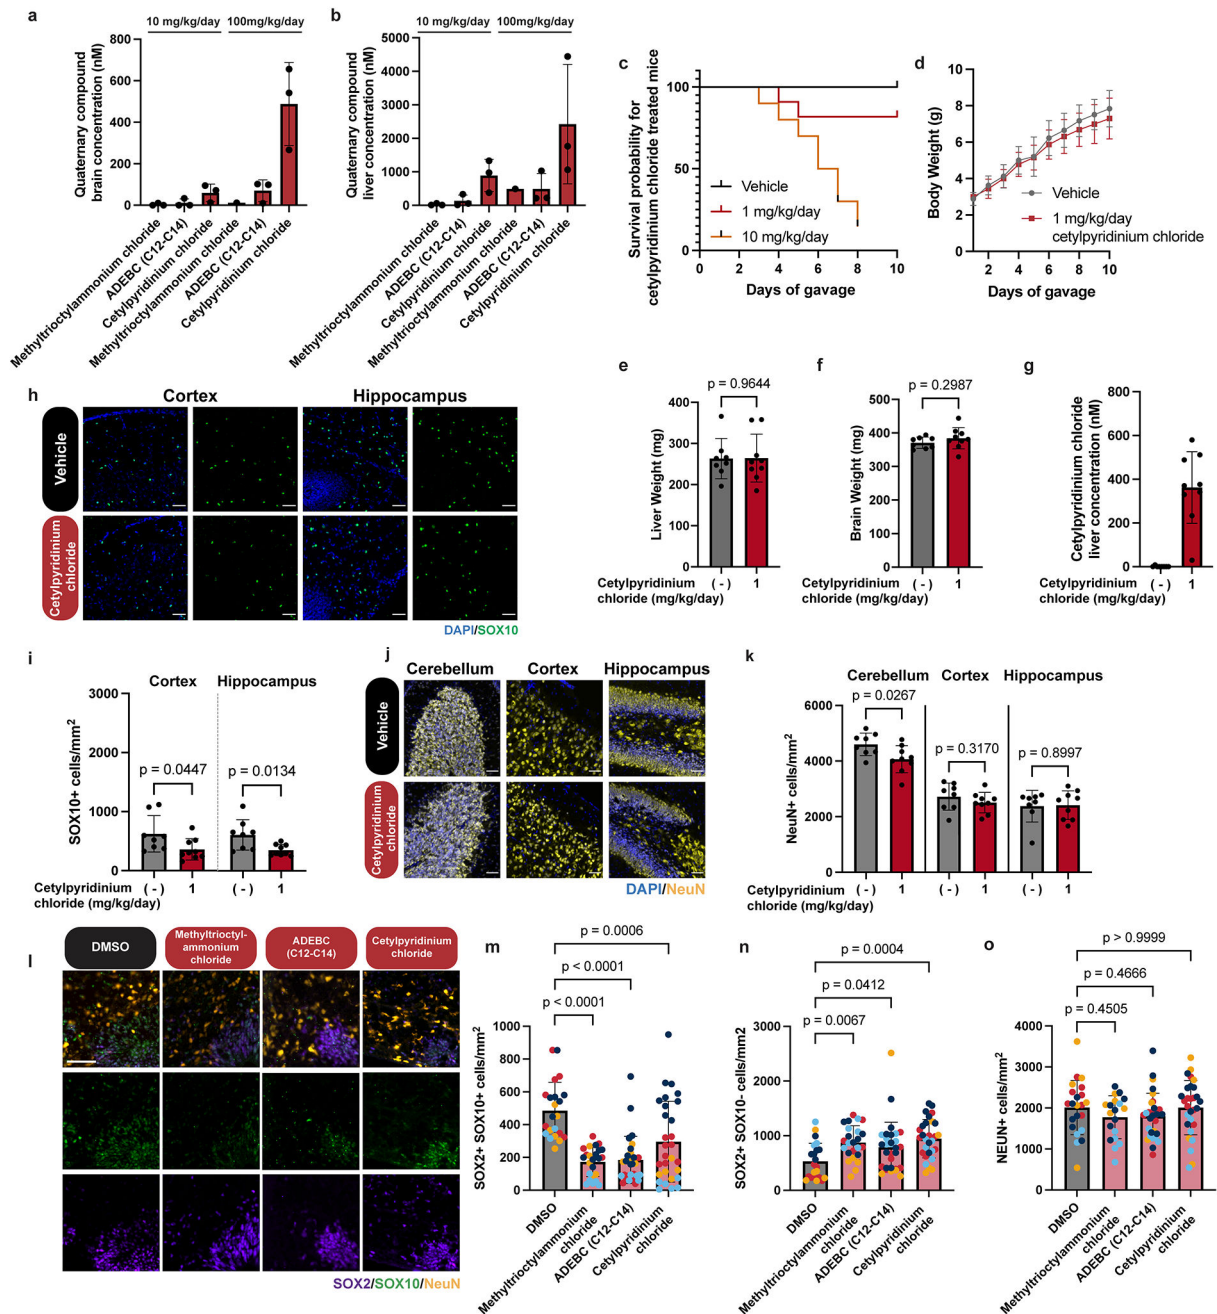 a
10 mg/kg/day
100mg/kg/day
Quaternary compound
brain concentration (nM)
800
600
400
200
0
Methyltrioctylammonium chloride
ADEBC (C12-C14)
Cetylpyridinium chloride
Methyltrioctylammonium chloride
ADEBC (C12-C14)
Cetylpyridinium chloride
b
10 mg/kg/day
100mg/kg/day
Quaternary compound
liver concentration (nM)
5000
4000
3000
2000
1000
0
Methyltrioctylammonium chloride
ADEBC (C12-C14)
Cetylpyridinium chloride
Methyltrioctylammonium chloride
ADEBC (C12-C14)
Cetylpyridinium chloride
c
Survival probability for
cetylpyridinium chloride treated mice
100
50
0
Vehicle
1 mg/kg/day
10 mg/kg/day
0 2 4 6 8 10
Days of gavage
d
Body Weight (g)
10
8
6
4
2
0
Vehicle
1 mg/kg/day
cetylpyridinium chloride
2 4 6 8 10
Days of gavage
e
p = 0.9644
Liver Weight (mg)
400
300
200
100
0
Cetylpyridinium
chloride (mg/kg/day)
(-) 1
f
p = 0.2987
Brain Weight (mg)
500
400
300
200
100
0
Cetylpyridinium
chloride (mg/kg/day)
(-) 1
g
Cetylpyridinium chloride
liver concentration (nM)
800
600
400
200
0
Cetylpyridinium
chloride (mg/kg/day)
(-) 1
h
Cortex
Hippocampus
Vehicle
Cetylpyridinium
chloride
DAPI/SOX10
i
Cortex
Hippocampus
SOX10+ cells/mm2
3000
2000
1000
0
p = 0.0447
p = 0.0134
Cetylpyridinium
chloride (mg/kg/day)
(-) 1 (-) 1
j
Cerebellum
Cortex
Hippocampus
Vehicle
Cetylpyridinium
chloride
DAPI/NeuN
k
Cerebellum
Cortex
Hippocampus
p = 0.0267
p = 0.3170
p = 0.8997
NeuN+ cells/mm2
6000
4000
2000
0
Cetylpyridinium
chloride (mg/kg/day)
(-) 1 (-) 1 (-) 1
l
DMSO
Methyltrioctyl-
ammonium
chloride
ADEBC
(C12-C14)
Cetylpyridinium
chloride
SOX2/SOX10/NeuN
m
p = 0.0006
p < 0.0001
p < 0.0001
SOX2+ SOX10+ cells/mm2
1000
800
600
400
200
0
DMSO
Methyltrioctylammonium
chloride
ADEBC (C12-C14)
Cetylpyridinium
chloride
n
p = 0.0004
p = 0.0412
p = 0.0067
SOX2+ SOX10- cells/mm2
3000
2000
1000
0
DMSO
Methyltrioctylammonium
chloride
ADEBC (C12-C14)
Cetylpyridinium
chloride
o
p > 0.9999
p = 0.4666
p = 0.4505
NEUN+ cells/mm2
4000
3000
2000
1000
0
DMSO
Methyltrioctylammonium
chloride
ADEBC (C12-C14)
Cetylpyridinium
chloride